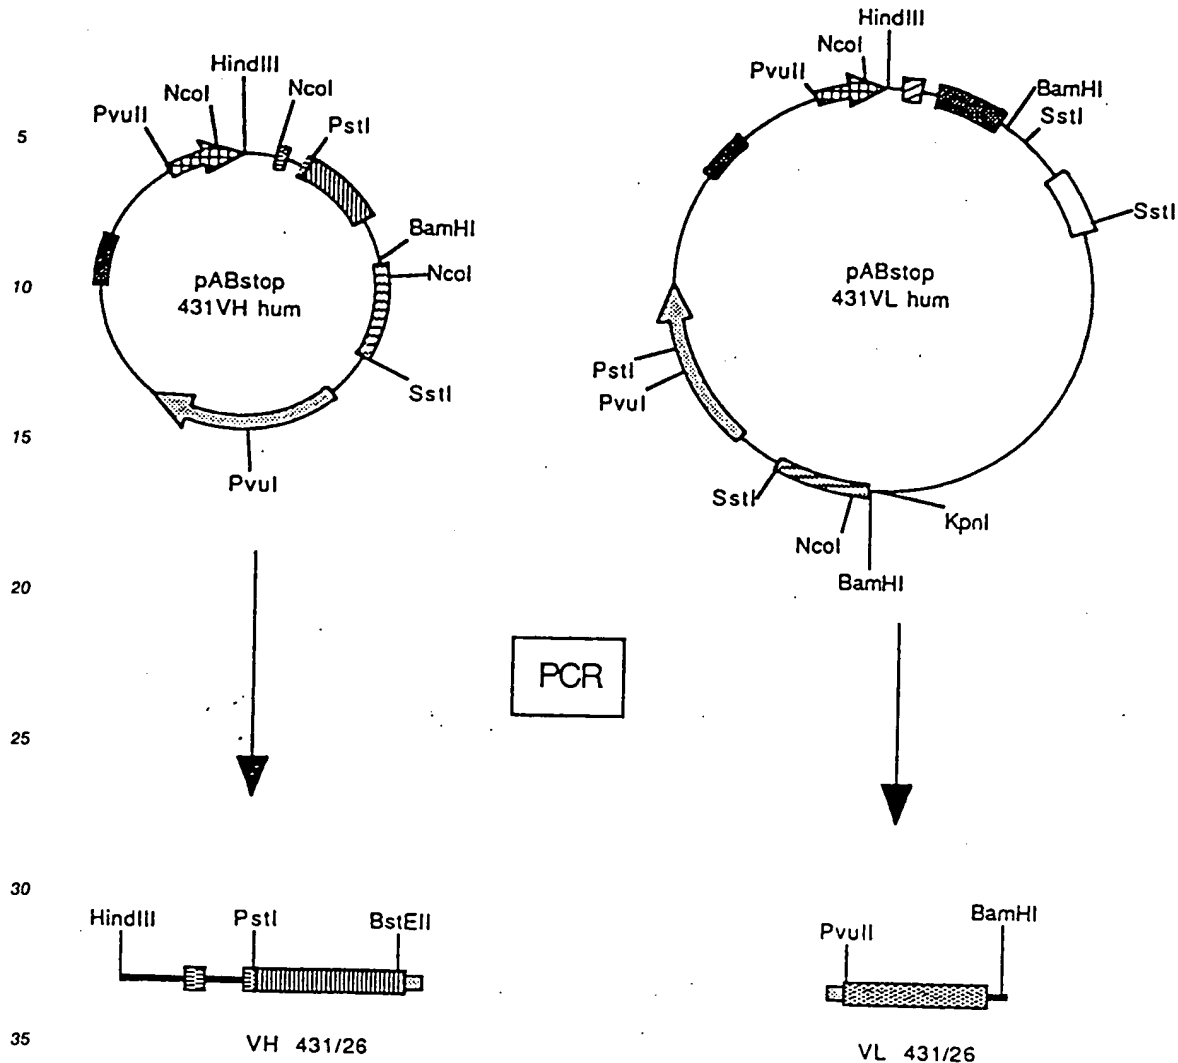 HindIII
NcoI
NcoI
PvuII
PstI
BamHI
NcoI
pABstop
431VH hum
SstI
PvuI
HindIII
NcoI
PvuII
BamHI
SstI
SstI
pABstop
431VL hum
PstI
PvuI
SstI
NcoI
KpnI
BamHI
5
10
15
20
25
30
35
PCR
HindIII
PstI
BstEII
VH 431/26
PvuII
BamHI
VL 431/26